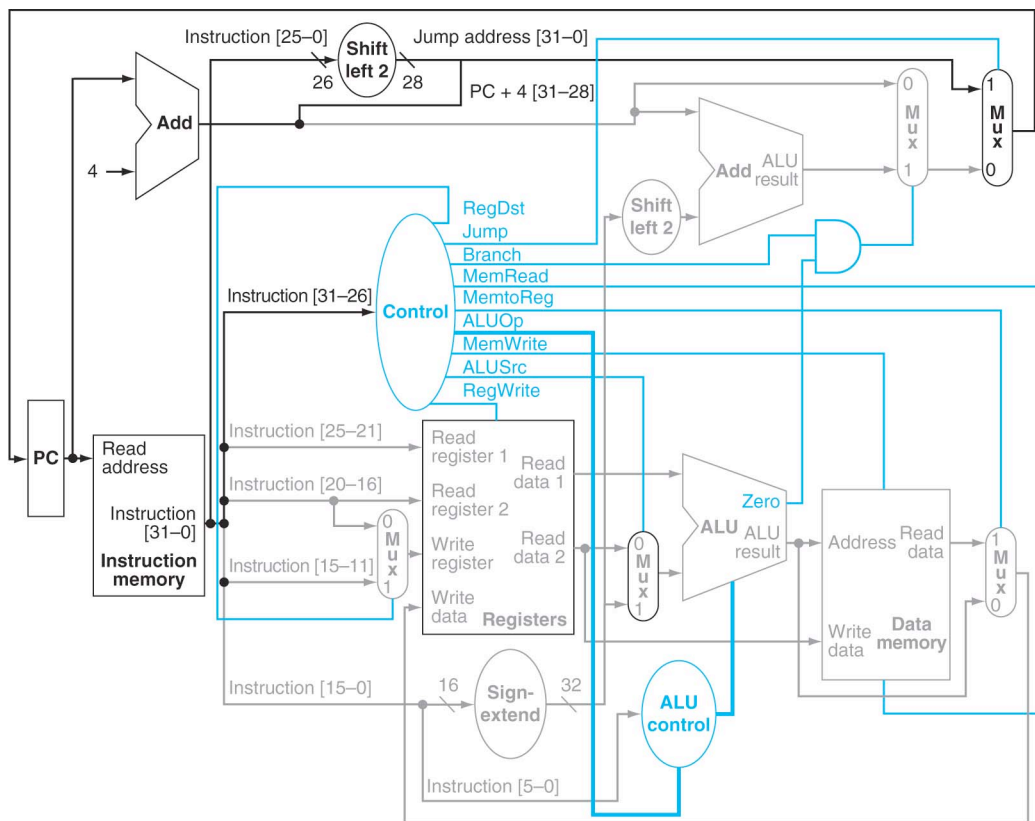 Instruction [25–0]
Shift
left 2
Jump address [31–0]
26
28
PC + 4 [31–28]
Add
4
0
M
u
x
1
1
M
u
x
0
Add
ALU
result
Shift
left 2
RegDst
Jump
Branch
MemRead
MemtoReg
ALUOp
MemWrite
ALUSrc
RegWrite
Instruction [31–26]
Control
PC
Read
address
Instruction
[31–0]
Instruction
memory
Instruction [25–21]
Instruction [20–16]
Instruction [15–11]
0
M
u
x
1
Read
register 1
Read
register 2
Write
register
Write
data
Read
data 1
Read
data 2
Registers
0
M
u
x
1
Zero
ALU
ALU
result
Address
Read
data
Write
data
Data
memory
1
M
u
x
0
Instruction [15–0]
16
Sign-
extend
32
ALU
control
Instruction [5–0]